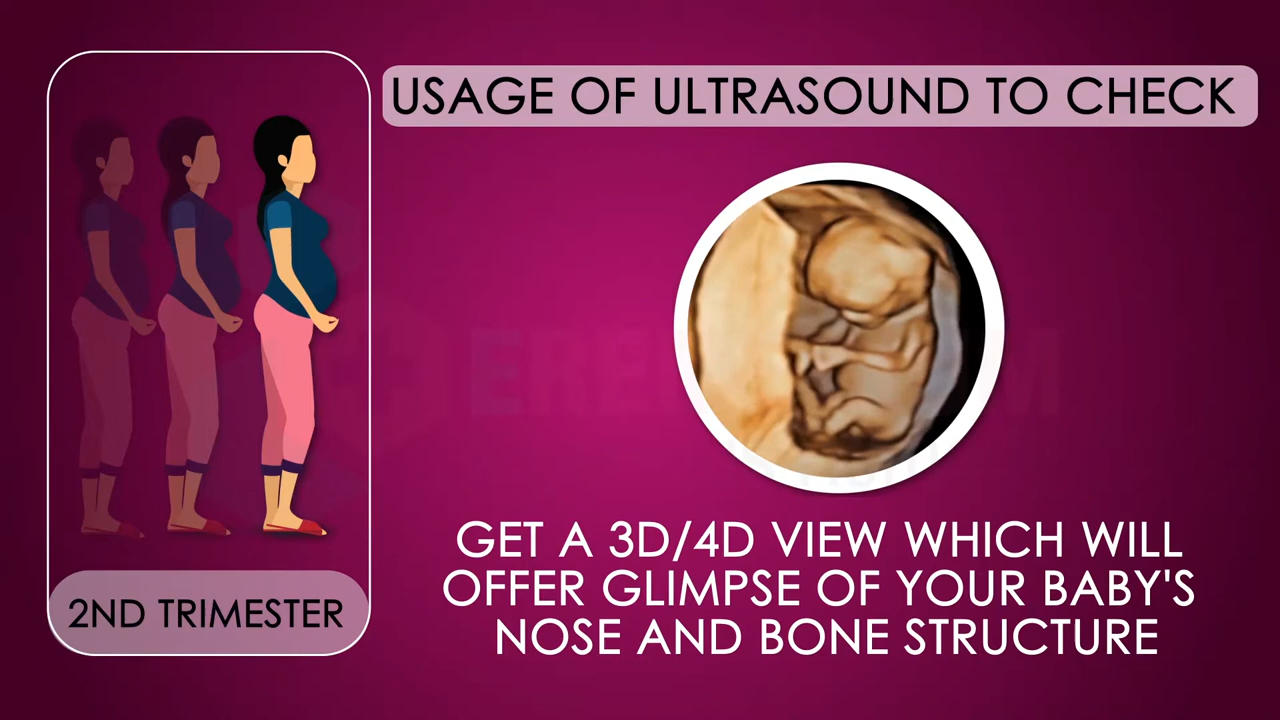 USAGE OF ULTRASOUND TO CHECK
2ND TRIMESTER
GET A 3D/4D VIEW WHICH WILL
OFFER GLIMPSE OF YOUR BABY'S
NOSE AND BONE STRUCTURE